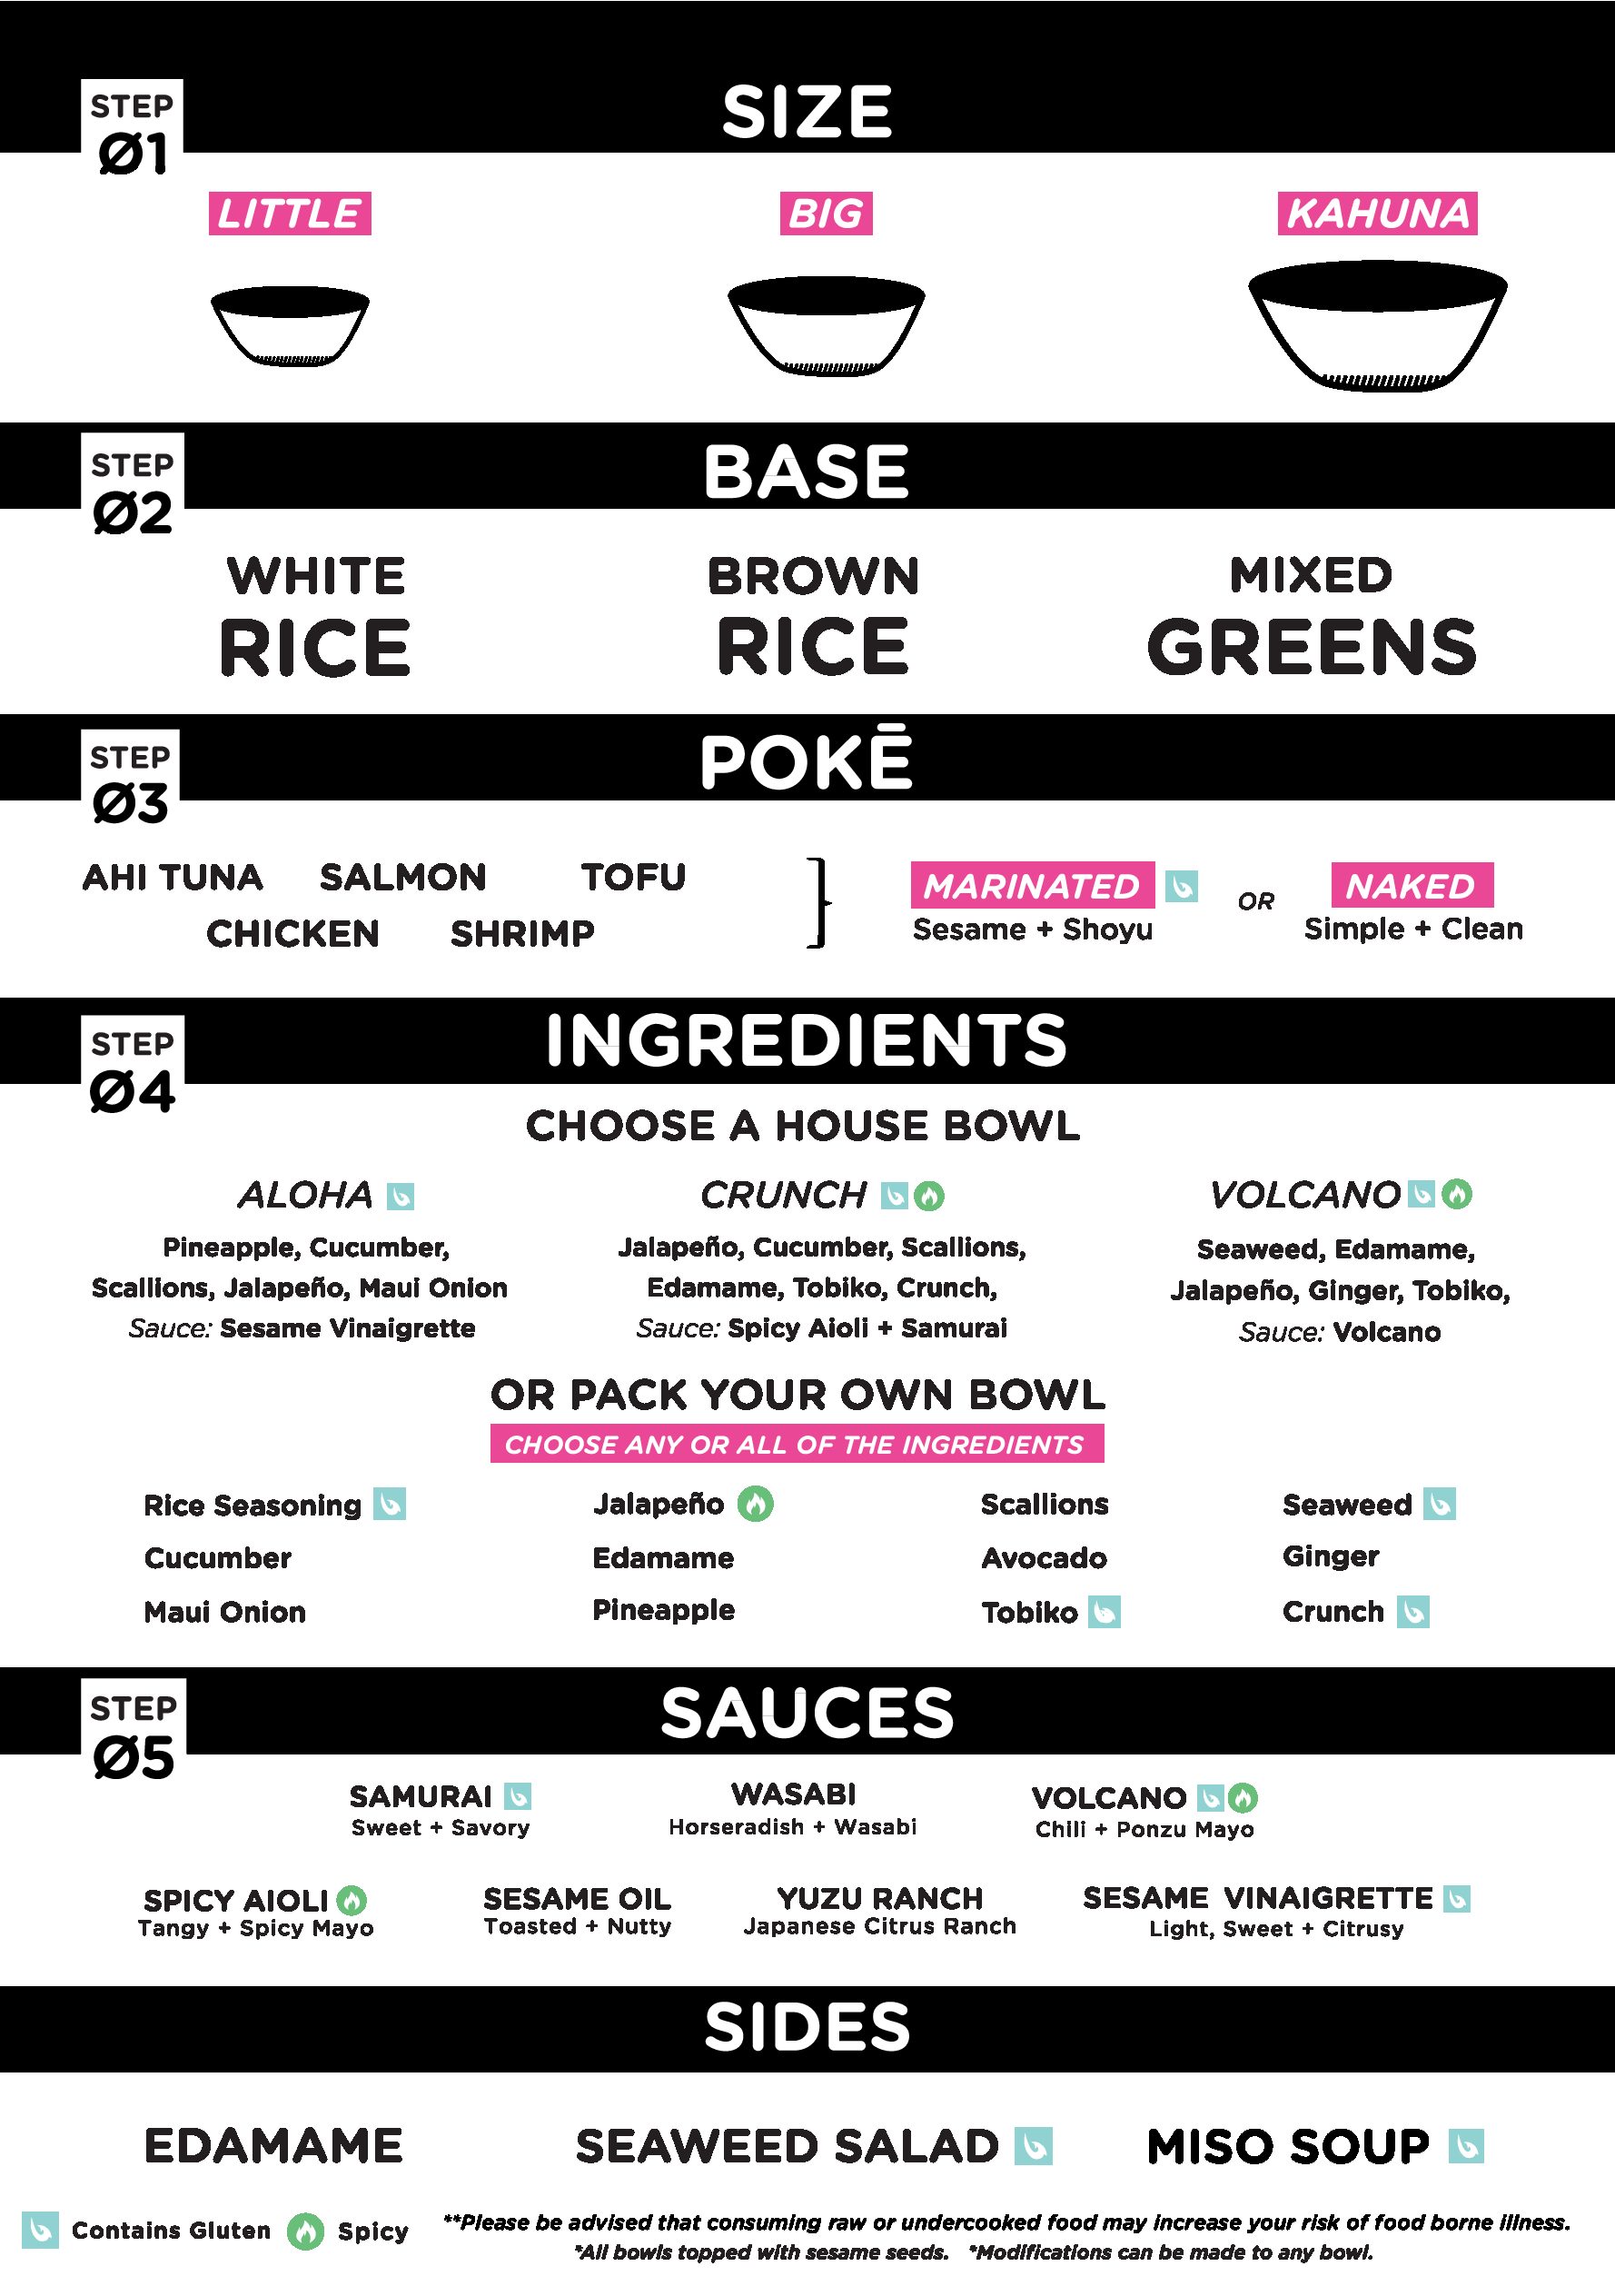 STEP
Ø1
SIZE
LITTLE
BIG
KAHUNA
STEP
Ø2
BASE
WHITE
RICE
BROWN
RICE
MIXED
GREENS
STEP
Ø3
POKĒ
AHI TUNA SALMON TOFU
CHICKEN SHRIMP
MARINATED
Sesame + Shoyu
OR
NAKED
Simple + Clean
STEP
Ø4
INGREDIENTS
CHOOSE A HOUSE BOWL
ALOHA
Pineapple, Cucumber,
Scallions, Jalapeño, Maui Onion
Sauce: Sesame Vinaigrette
CRUNCH
Jalapeño, Cucumber, Scallions,
Edamame, Tobiko, Crunch,
Sauce: Spicy Aioli + Samurai
VOLCANO
Seaweed, Edamame,
Jalapeño, Ginger, Tobiko,
Sauce: Volcano
OR PACK YOUR OWN BOWL
CHOOSE ANY OR ALL OF THE INGREDIENTS
Rice Seasoning
Cucumber
Maui Onion
Jalapeño
Edamame
Pineapple
Scallions
Avocado
Tobiko
Seaweed
Ginger
Crunch
STEP
Ø5
SAUCES
SAMURAI
Sweet + Savory
WASABI
Horseradish + Wasabi
VOLCANO
Chili + Ponzu Mayo
SPICY AIOLI
Tangy + Spicy Mayo
SESAME OIL
Toasted + Nutty
YUZU RANCH
Japanese Citrus Ranch
SESAME VINAIGRETTE
Light, Sweet + Citrusy
SIDES
EDAMAME
SEAWEED SALAD
MISO SOUP
Contains Gluten
Spicy
**Please be advised that consuming raw or undercooked food may increase your risk of food borne illness.
*All bowls topped with sesame seeds. *Modifications can be made to any bowl.